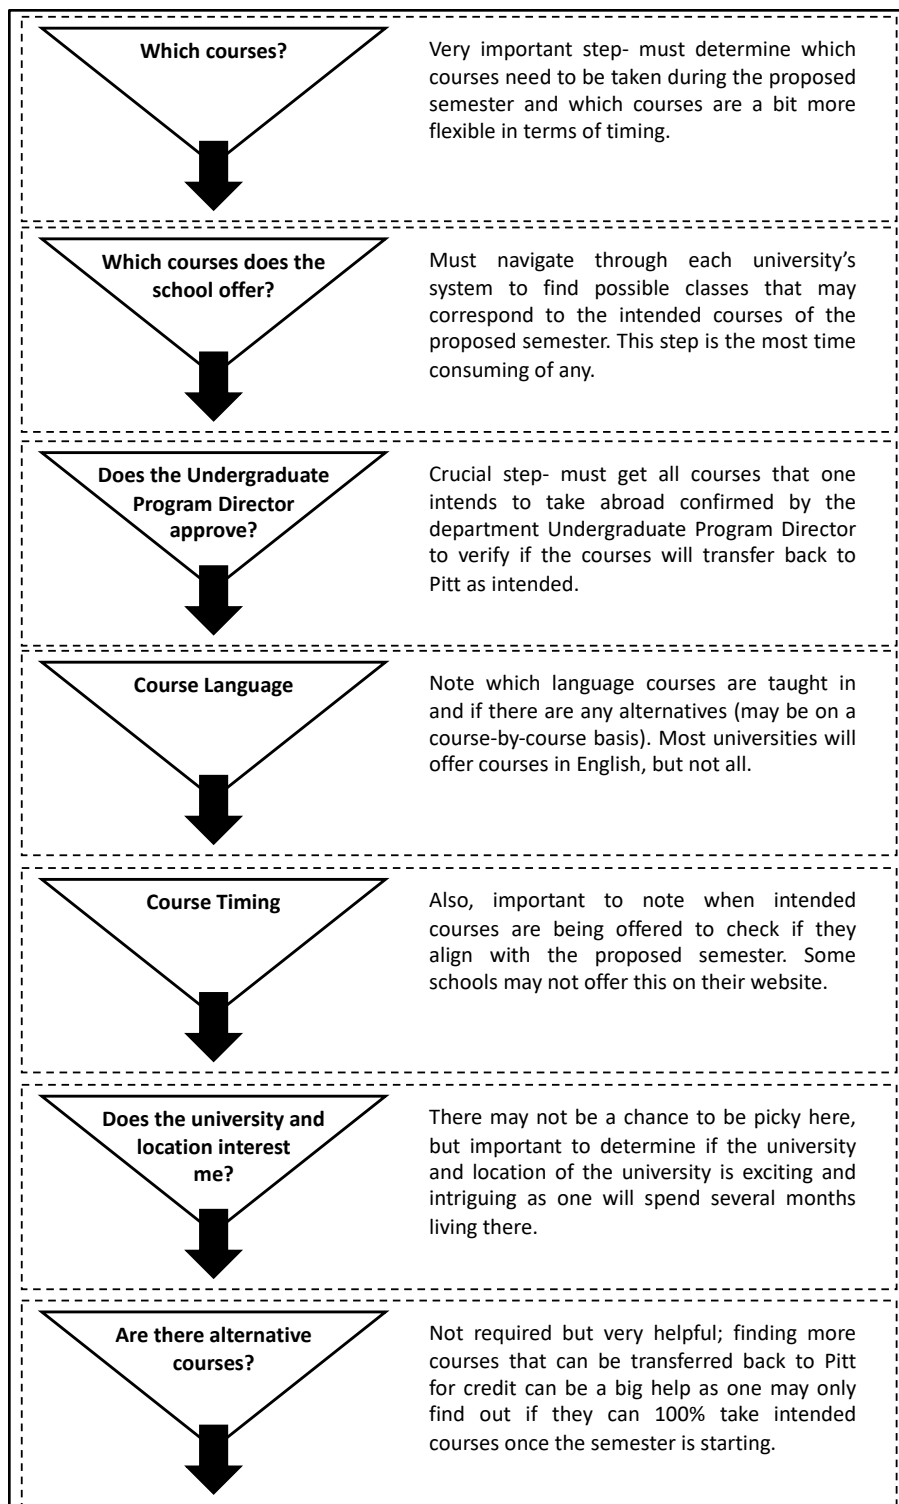 Which courses?
Very important step- must determine which
courses need to be taken during the proposed
semester and which courses are a bit more
flexible in terms of timing.
Which courses does the
school offer?
Must navigate through each university’s
system to find possible classes that may
correspond to the intended courses of the
proposed semester. This step is the most time
consuming of any.
Does the Undergraduate
Program Director
approve?
Crucial step- must get all courses that one
intends to take abroad confirmed by the
department Undergraduate Program Director
to verify if the courses will transfer back to
Pitt as intended.
Course Language
Note which language courses are taught in
and if there are any alternatives (may be on a
course-by-course basis). Most universities will
offer courses in English, but not all.
Course Timing
Also, important to note when intended
courses are being offered to check if they
align with the proposed semester. Some
schools may not offer this on their website.
Does the university and
location interest
me?
There may not be a chance to be picky here,
but important to determine if the university
and location of the university is exciting and
intriguing as one will spend several months
living there.
Are there alternative
courses?
Not required but very helpful; finding more
courses that can be transferred back to Pitt
for credit can be a big help as one may only
find out if they can 100% take intended
courses once the semester is starting.